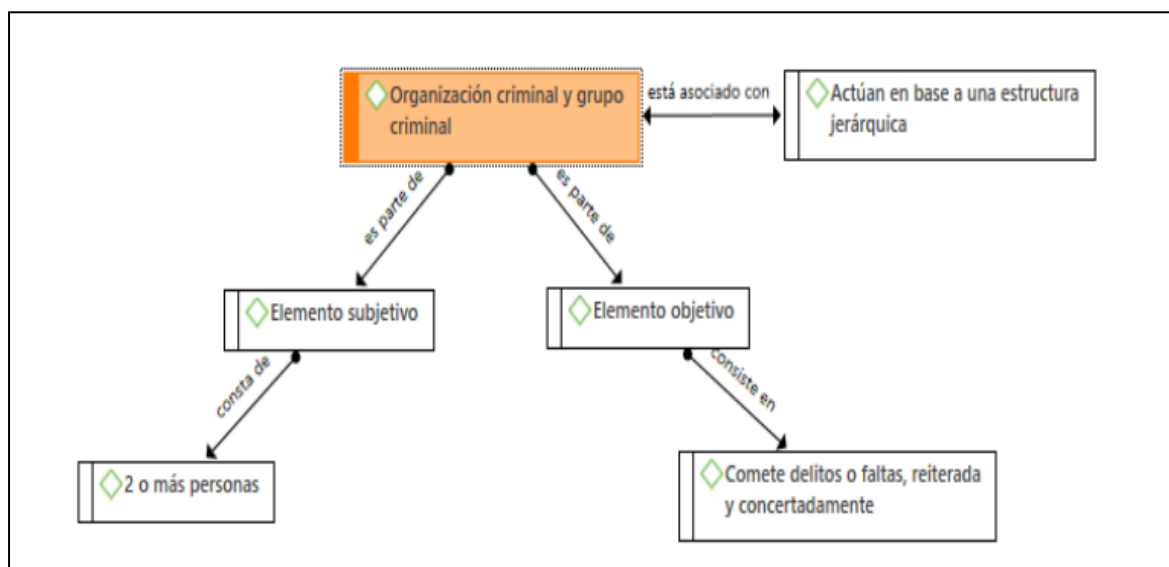 Organización criminal y grupo
criminal
está asociado con
Actúan en base a una estructura
jerárquica
es parte de
es parte de
Elemento subjetivo
Elemento objetivo
consta de
consiste en
2 o más personas
Comete delitos o faltas, reiterada
y concertadamente